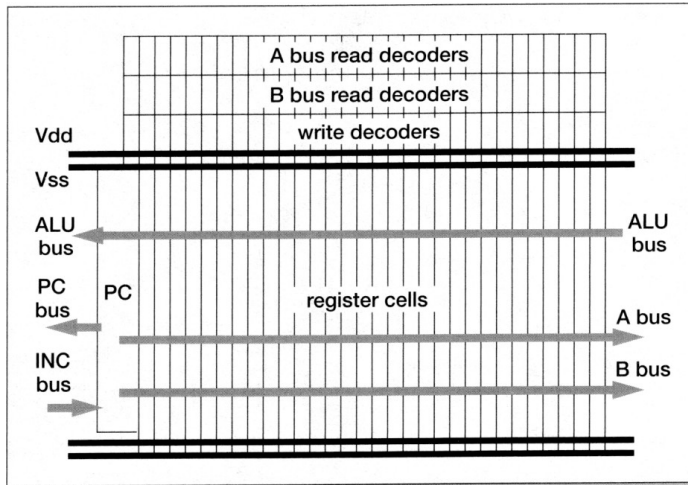 A bus read decoders
B bus read decoders
write decoders
Vdd
Vss
ALU
bus
ALU
bus
PC
bus
PC
register cells
A bus
INC
bus
B bus